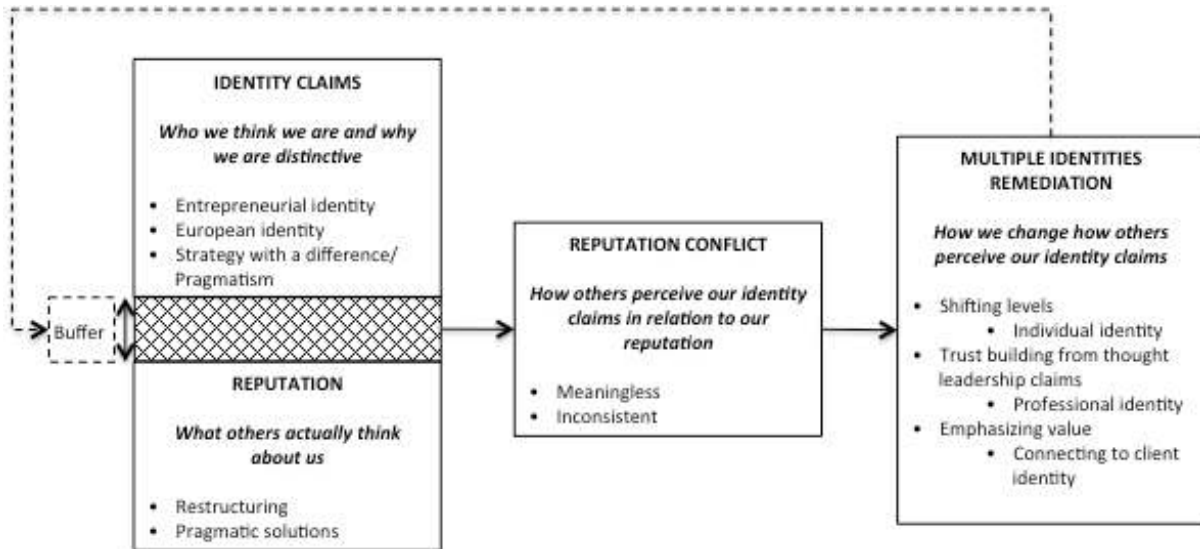 IDENTITY CLAIMS
Who we think we are and why
we are distinctive
• Entrepreneurial identity
• European identity
• Strategy with a difference/
Pragmatism
Buffer
REPUTATION
What others actually think
about us
• Restructuring
• Pragmatic solutions
REPUTATION CONFLICT
How others perceive our identity
claims in relation to our
reputation
• Meaningless
• Inconsistent
MULTIPLE IDENTITIES
REMEDIATION
How we change how others
perceive our identity claims
• Shifting levels
• Individual identity
• Trust building from thought
leadership claims
• Professional identity
• Emphasizing value
• Connecting to client
identity